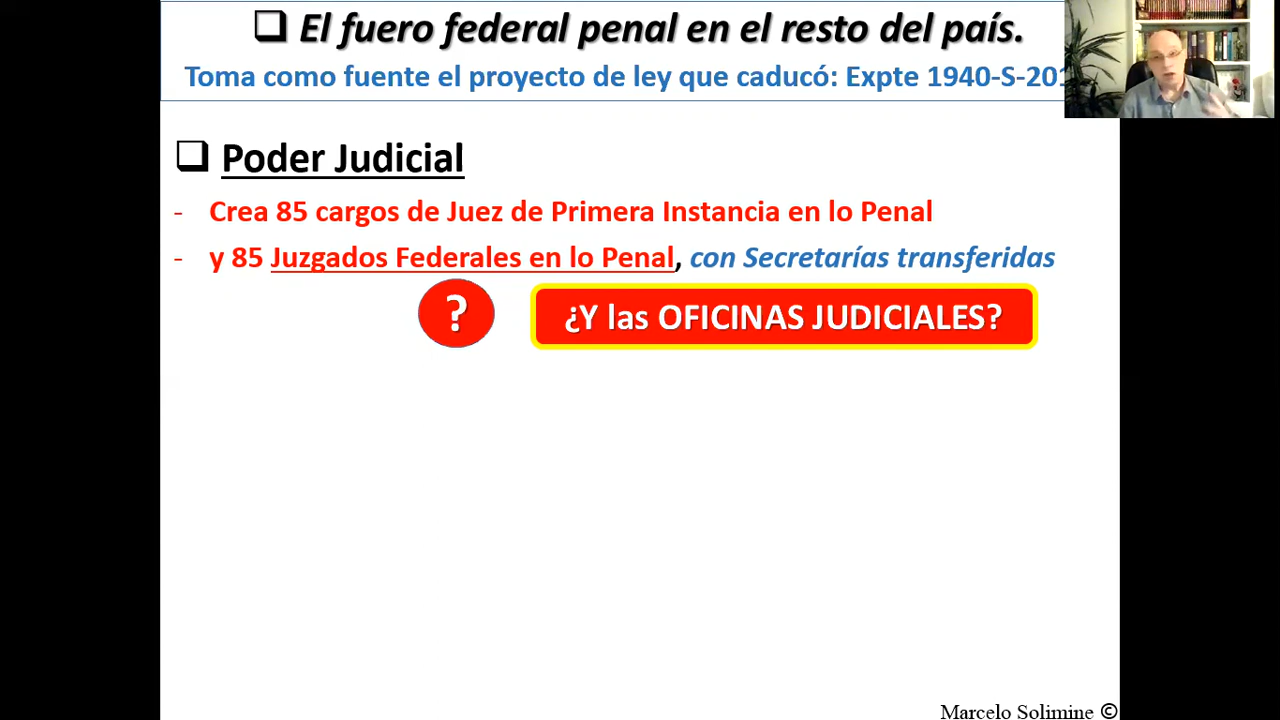 ❑ El fuero federal penal en el resto del país.
Toma como fuente el proyecto de ley que caducó: Expte 1940-S-201
❑ Poder Judicial
- Crea 85 cargos de Juez de Primera Instancia en lo Penal
- y 85 Juzgados Federales en lo Penal, con Secretarías transferidas
?
¿Y las OFICINAS JUDICIALES?
Marcelo Solimine ©